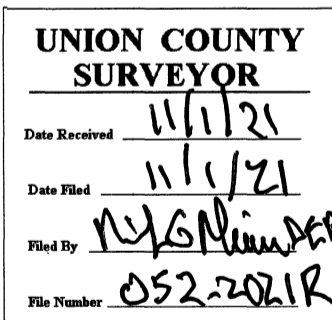 UNION COUNTY
SURVEYOR
Date Received 11/1/21
Date Filed 11/1/21
Filed By
File Number 052-2021R